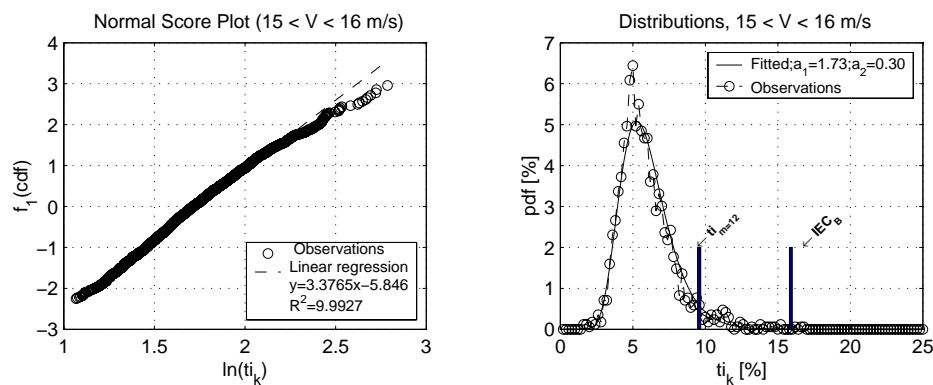 Normal Score Plot (15 < V < 16 m/s)
4
3
2
1
0
−1
−2
−3
f1(cdf)
Observations
Linear regression
y=3.3765x−5.846
R2=9.9927
1
1.5
2
2.5
3
ln(tik)
Distributions, 15 < V < 16 m/s
8
7
6
5
4
3
2
1
0
pdf [%]
Fitted;a1=1.73;a2=0.30
Observations
ti m=12
IECB
0
5
10
15
20
25
tik [%]